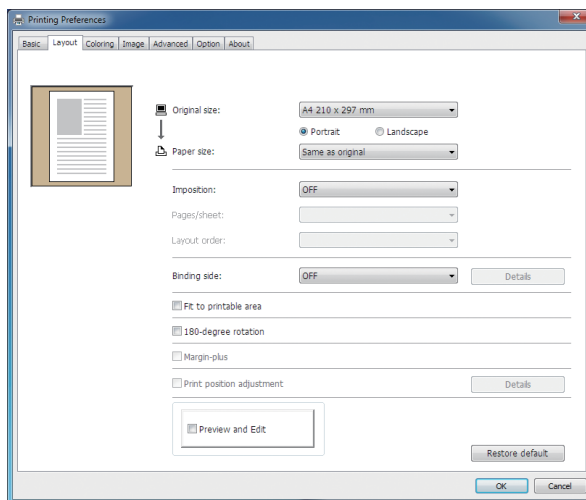 Printing Preferences
Basic Layout Coloring Image Advanced Option About
Original size: A4 210 x 297 mm
Portrait Landscape
Paper size: Same as original
Imposition: OFF
Pages/sheet:
Layout order:
Binding side: OFF Details
Fit to printable area
180-degree rotation
Margin-plus
Print position adjustment Details
Preview and Edit
Restore default
OK Cancel